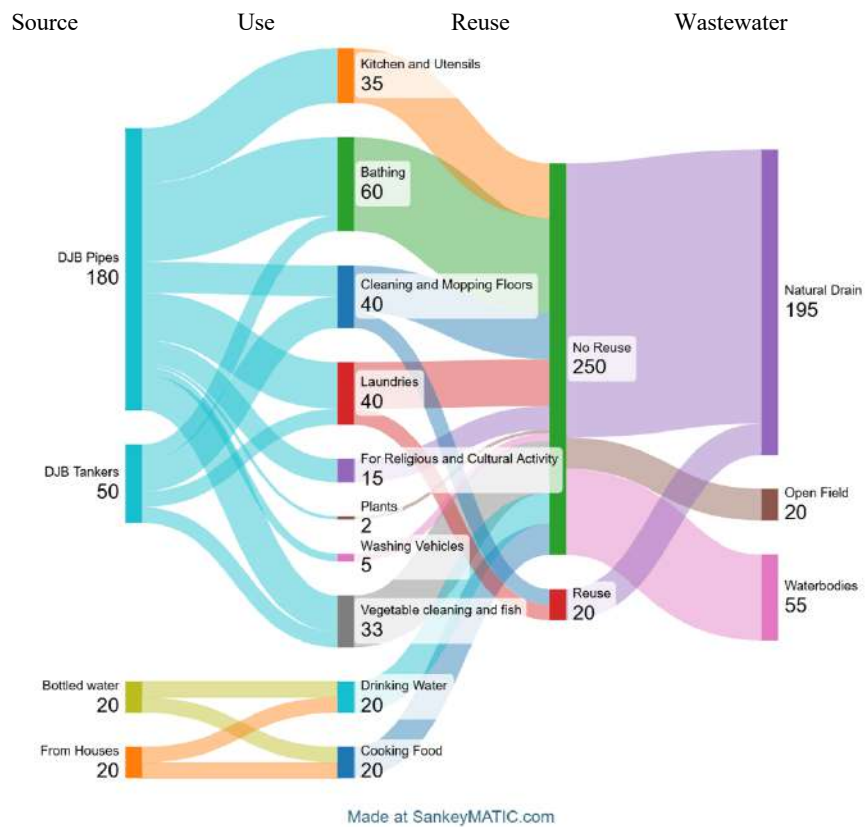 Source Use Reuse Wastewater
Kitchen and Utensils
35
Bathing
60
DJB Pipes
180
Cleaning and Mopping Floors
40
Natural Drain
195
No Reuse
250
Laundries
40
For Religious and Cultural Activity
15
DJB Tankers
50
Open Field
20
Plants
2
Washing Vehicles
5
Reuse
20
Waterbodies
55
Vegetable cleaning and fish
33
Bottled water
20
Drinking Water
20
From Houses
20
Cooking Food
20
Made at SankeyMATIC.com